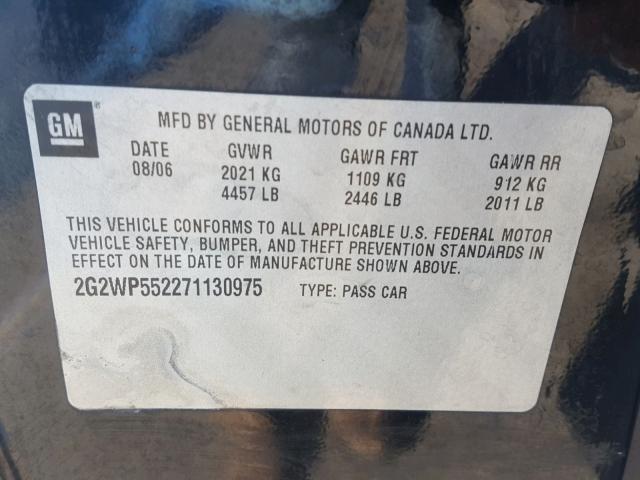 GM
MFD BY GENERAL MOTORS OF CANADA LTD.
DATE GVWR GAWR FRT GAWR RR
08/06 2021 KG 1109 KG 912 KG
4457 LB 2446 LB 2011 LB
THIS VEHICLE CONFORMS TO ALL APPLICABLE U.S. FEDERAL MOTOR
VEHICLE SAFETY, BUMPER, AND THEFT PREVENTION STANDARDS IN
EFFECT ON THE DATE OF MANUFACTURE SHOWN ABOVE.
2G2WP552271130975 TYPE: PASS CAR